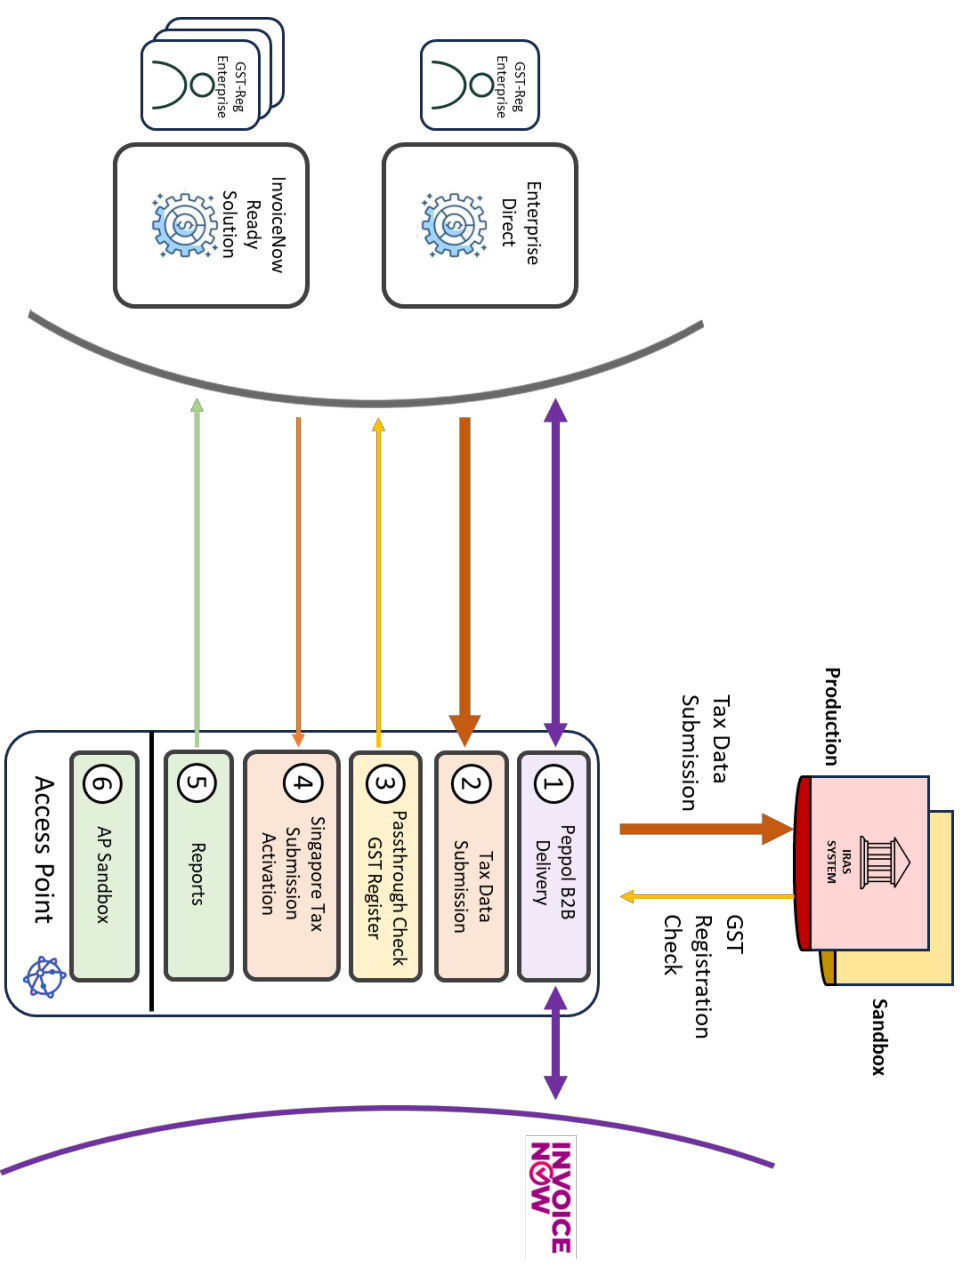 Production
IRAS
SYSTEM
Sandbox
Tax Data
Submission
GST
Registration
Check
GST-Reg
Enterprise
Enterprise
Direct
GST-Reg
Enterprise
InvoiceNow
Ready
Solution
1
Peppol B2B
Delivery
2
Tax Data
Submission
3
Passthrough Check
GST Register
4
Singapore Tax
Submission
Activation
5
Reports
6
AP Sandbox
Access Point
INVOICE
NOW